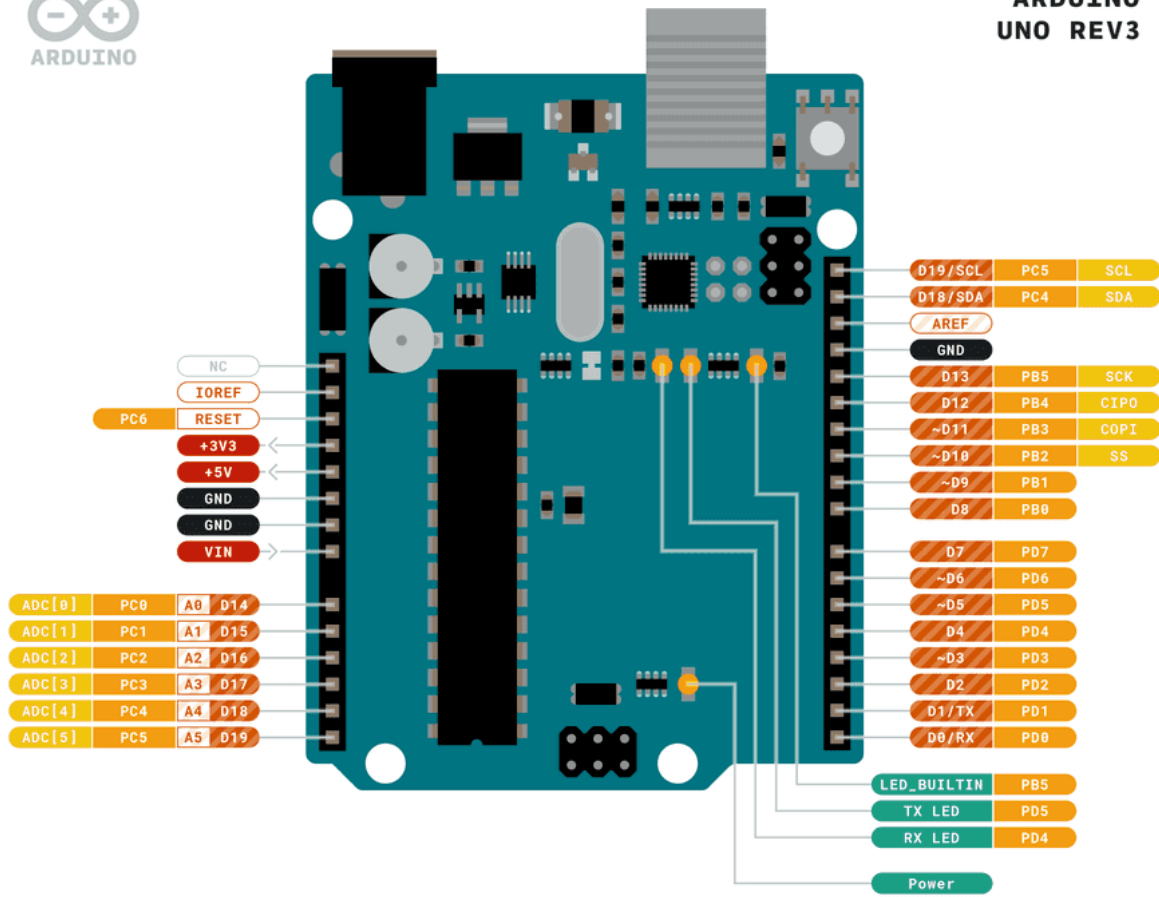 ARDUINO
ARDUINO
UNO REV3
D19/SCL PC5 SCL
D18/SDA PC4 SDA
AREF
GND
D13 PB5 SCK
D12 PB4 CIPO
~D11 PB3 COPI
~D10 PB2 SS
~D9 PB1
D8 PB0
D7 PD7
~D6 PD6
~D5 PD5
D4 PD4
~D3 PD3
D2 PD2
D1/TX PD1
D0/RX PD0
NC
IOREF
PC6 RESET
+3V3
+5V
GND
GND
VIN
ADC[0] PC0 A0 D14
ADC[1] PC1 A1 D15
ADC[2] PC2 A2 D16
ADC[3] PC3 A3 D17
ADC[4] PC4 A4 D18
ADC[5] PC5 A5 D19
LED_BUILTIN PB5
TX LED PD5
RX LED PD4
Power